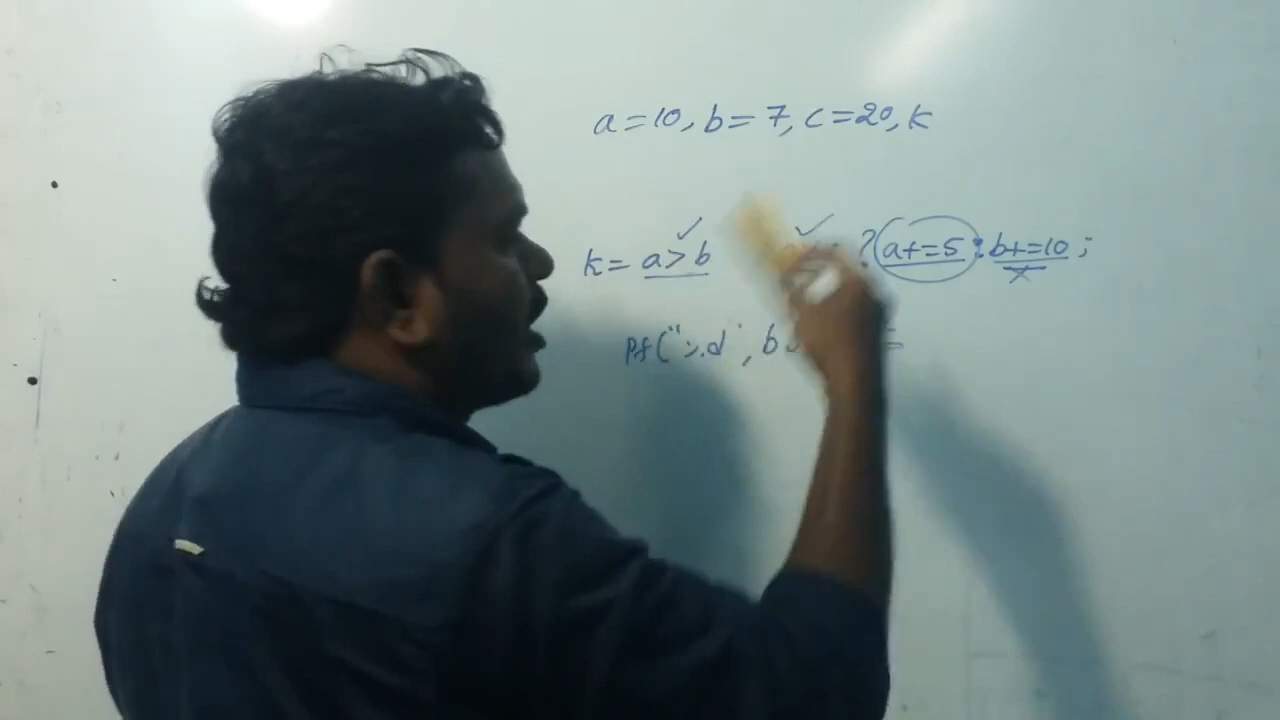 a=10, b=7, c=20, k
k= a>b ? a+=5 : b+=10 ;
pf("%d", b